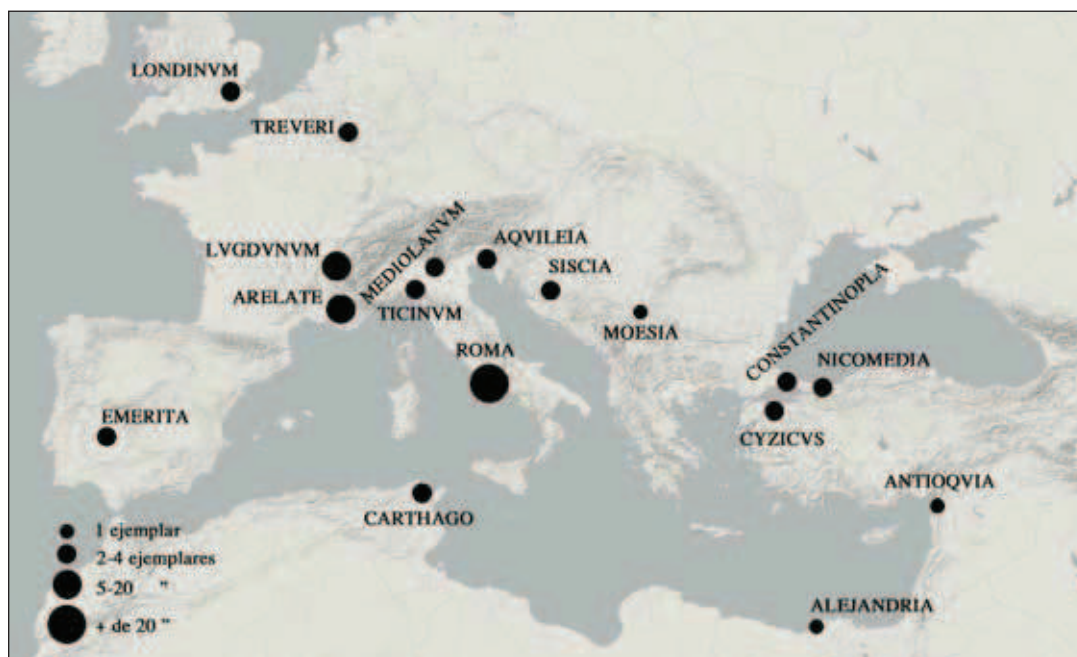 LONDINVM
TREVERI
LVGDVNVM
MEDIOLANVM
AQVILEIA
SISCIA
ARELATE
TICINVM
MOESIA
CONSTANTINOPLA
ROMA
NICOMEDIA
EMERITA
CYZICVS
ANTIOQVIA
CARTHAGO
1 ejemplar
2-4 ejemplares
5-20 "
+ de 20 "
ALEJANDRIA